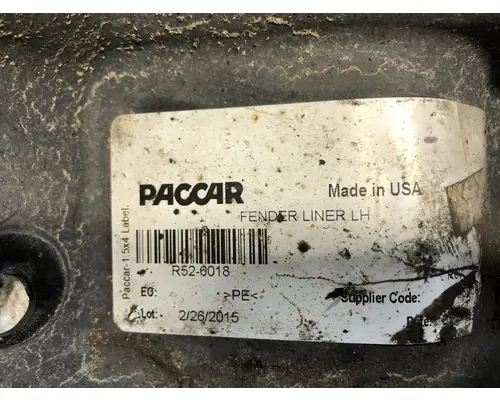 Paccar-1.5x4 Label.
PACCAR Made in USA
FENDER LINER LH
R52-6018
EC: >PE< Supplier Code:
Lot: 2/26/2015